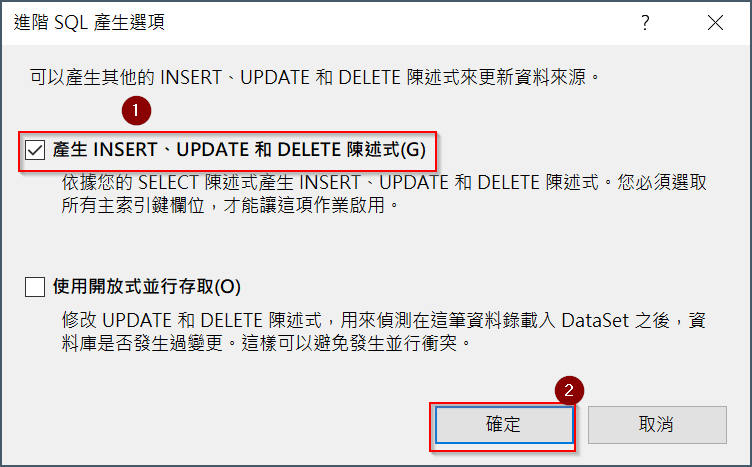 進階 SQL 產生選項
?
可以產生其他的 INSERT、UPDATE 和 DELETE 陳述式來更新資料來源。
1
產生 INSERT、UPDATE 和 DELETE 陳述式(G)
依據您的 SELECT 陳述式產生 INSERT、UPDATE 和 DELETE 陳述式。您必須選取
所有主索引鍵欄位，才能讓這項作業啟用。
使用開放式並行存取(O)
修改 UPDATE 和 DELETE 陳述式，用來偵測在這筆資料錄載入 DataSet 之後，資
料庫是否發生過變更。這樣可以避免發生並行衝突。
2
確定
取消